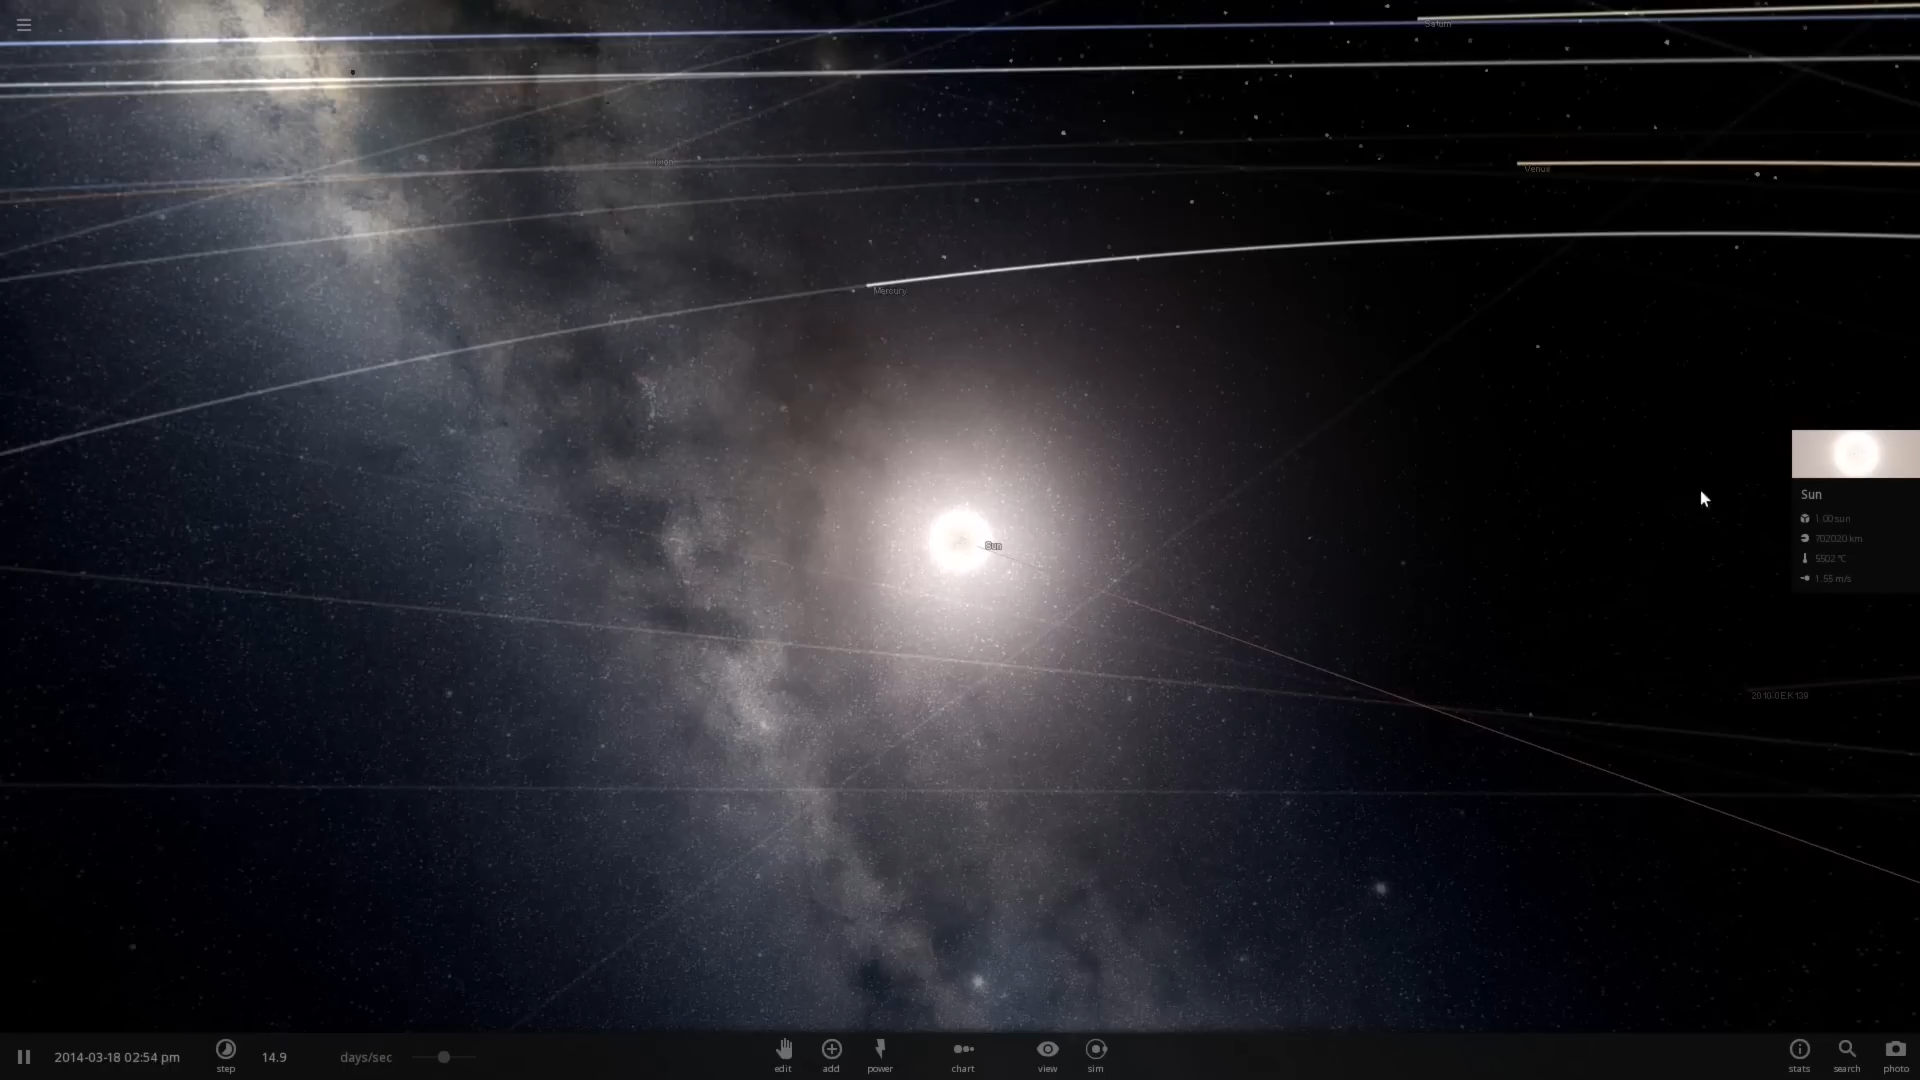 Saturn
Venus
Mercury
Sun
Sun
1.00 sun
702020 km
5502 °C
1.55 m/s
2010 0EK139
2014-03-18 02:54 pm
step
14.9
days/sec
edit
add
power
chart
view
sim
stats
search
photo